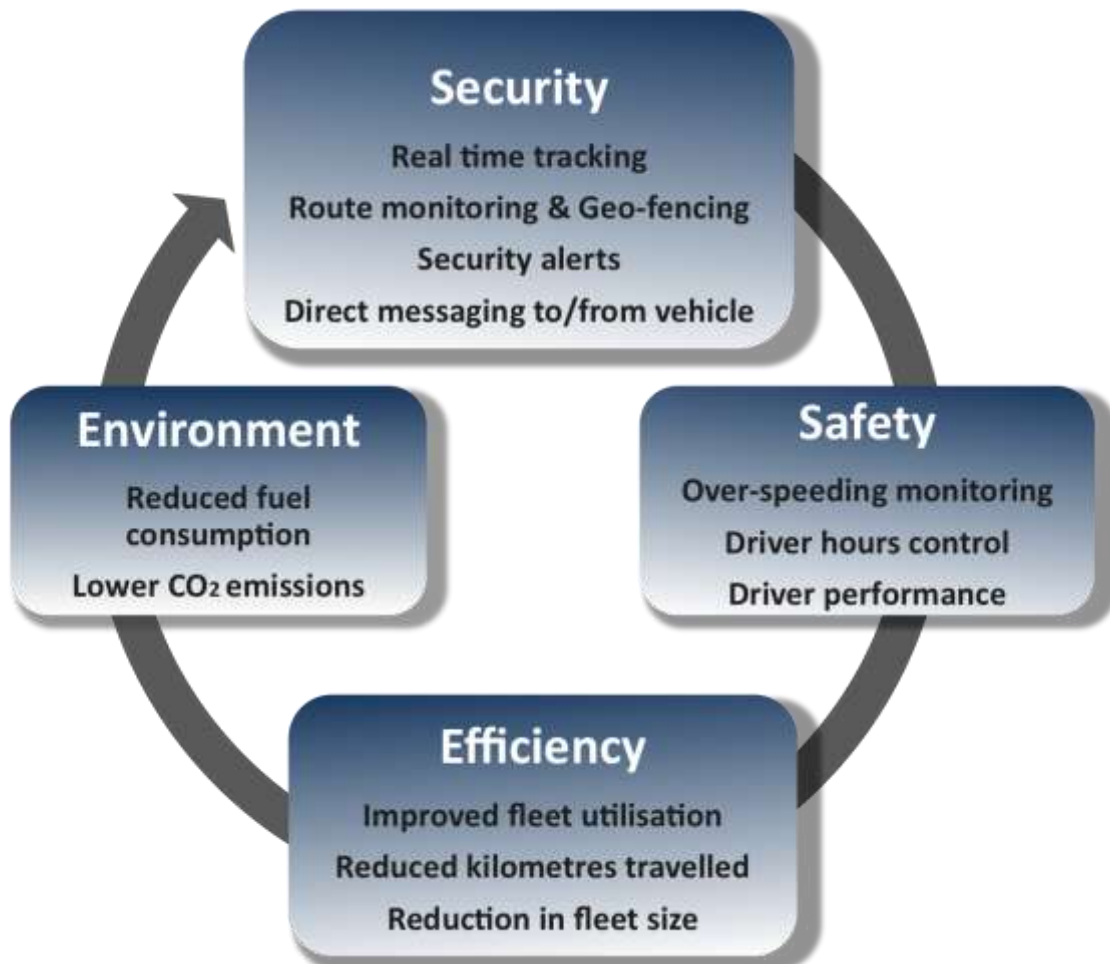 Security
Real time tracking
Route monitoring & Geo-fencing
Security alerts
Direct messaging to/from vehicle
Environment
Reduced fuel
consumption
Lower CO₂ emissions
Safety
Over-speeding monitoring
Driver hours control
Driver performance
Efficiency
Improved fleet utilisation
Reduced kilometres travelled
Reduction in fleet size